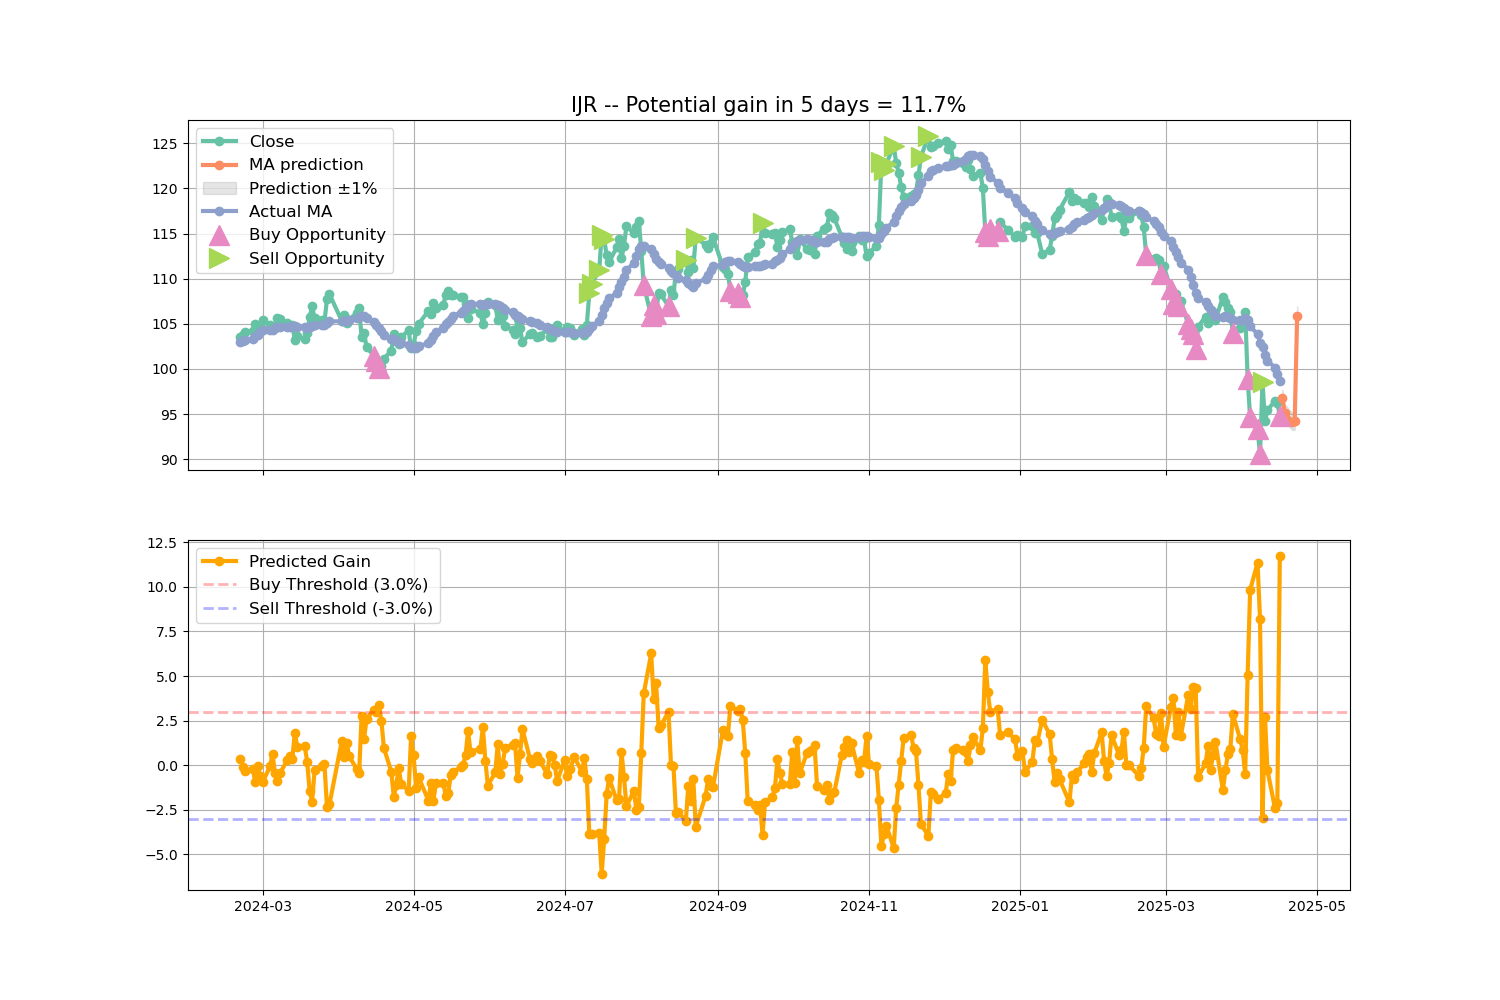 IJR -- Potential gain in 5 days = 11.7%
Close
MA prediction
Prediction ±1%
Actual MA
Buy Opportunity
Sell Opportunity
125
120
115
110
105
100
95
90
12.5
10.0
7.5
5.0
2.5
0.0
−2.5
−5.0
Predicted Gain
Buy Threshold (3.0%)
Sell Threshold (-3.0%)
2024-03 2024-05 2024-07 2024-09 2024-11 2025-01 2025-03 2025-05